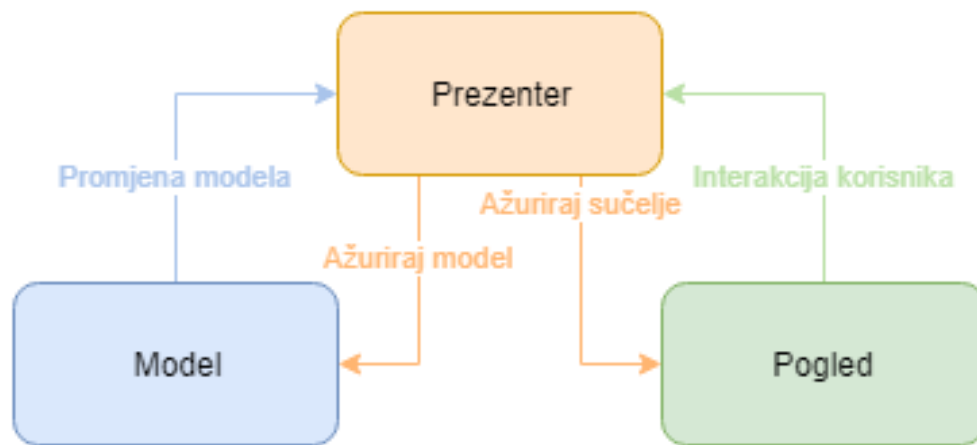 Prezenter
Promjena modela
Interakcija korisnika
Ažuriraj sučelje
Ažuriraj model
Model
Pogled